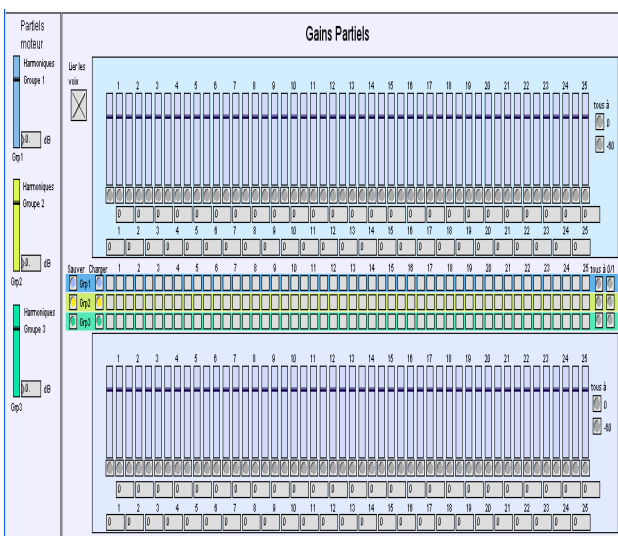 Partiels
moteur
Harmoniques
Groupe 1
0. dB
Grp1
Harmoniques
Groupe 2
0. dB
Grp2
Harmoniques
Groupe 3
0. dB
Grp3
Gains Partiels
Lier les
voix
1 2 3 4 5 6 7 8 9 10 11 12 13 14 15 16 17 18 19 20 21 22 23 24 25
tous à
0
-80
0 0 0 0 0 0 0 0 0 0 0 0 0 0 0 0 0 0 0 0 0 0 0 0 0
1 2 3 4 5 6 7 8 9 10 11 12 13 14 15 16 17 18 19 20 21 22 23 24 25
0 0 0 0 0 0 0 0 0 0 0 0 0 0 0 0 0 0 0 0 0 0 0 0 0
Sauver Charger 1 2 3 4 5 6 7 8 9 10 11 12 13 14 15 16 17 18 19 20 21 22 23 24 25 tous à 0/1
Grp1
Grp2
Grp3
1 2 3 4 5 6 7 8 9 10 11 12 13 14 15 16 17 18 19 20 21 22 23 24 25
tous à
0
-80
0 0 0 0 0 0 0 0 0 0 0 0 0 0 0 0 0 0 0 0 0 0 0 0 0
1 2 3 4 5 6 7 8 9 10 11 12 13 14 15 16 17 18 19 20 21 22 23 24 25
0 0 0 0 0 0 0 0 0 0 0 0 0 0 0 0 0 0 0 0 0 0 0 0 0